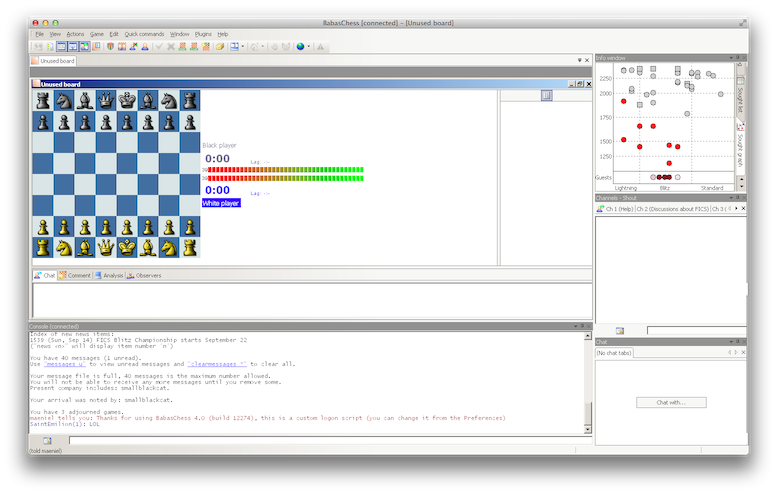 BabasChess [connected] - [Unused board]
File View Actions Game Edit Quick commands Window Plugins Help
Unused board
Unused board
Black player
0:00
Lag: ---
0:00
Lag: ---
White player
Chat Comment Analysis Observers
Console (connected)
Index of new news items:
1539 (Sun, Sep 14) FICS Blitz Championship starts September 22
("news <n>" will display item number 'n')
You have 40 messages (1 unread).
Use "messages u" to view unread messages and "clearmessages *" to clear all.
Your message file is full, 40 messages is the maximum number allowed.
You will not be able to receive any more messages until you remove some.
Present company includes: smallblackcat.
Your arrival was noted by: smallblackcat.
You have 3 adjourned games.
maeniel tells you: Thanks for using BabasChess 4.0 (build 12274), this is a custom logon script (you can change it from the Preferences)
SaintEmilion(1): LOL
(told maeniel)
Info window
2250
2000
1750
1500
1250
Guests
Lightning Blitz Standard
Sought list
Sought graph
Channels - Shout
Ch 1 (Help) Ch 2 (Discussions about FICS) Ch 3 (
Chat
(No chat tabs)
Chat with...